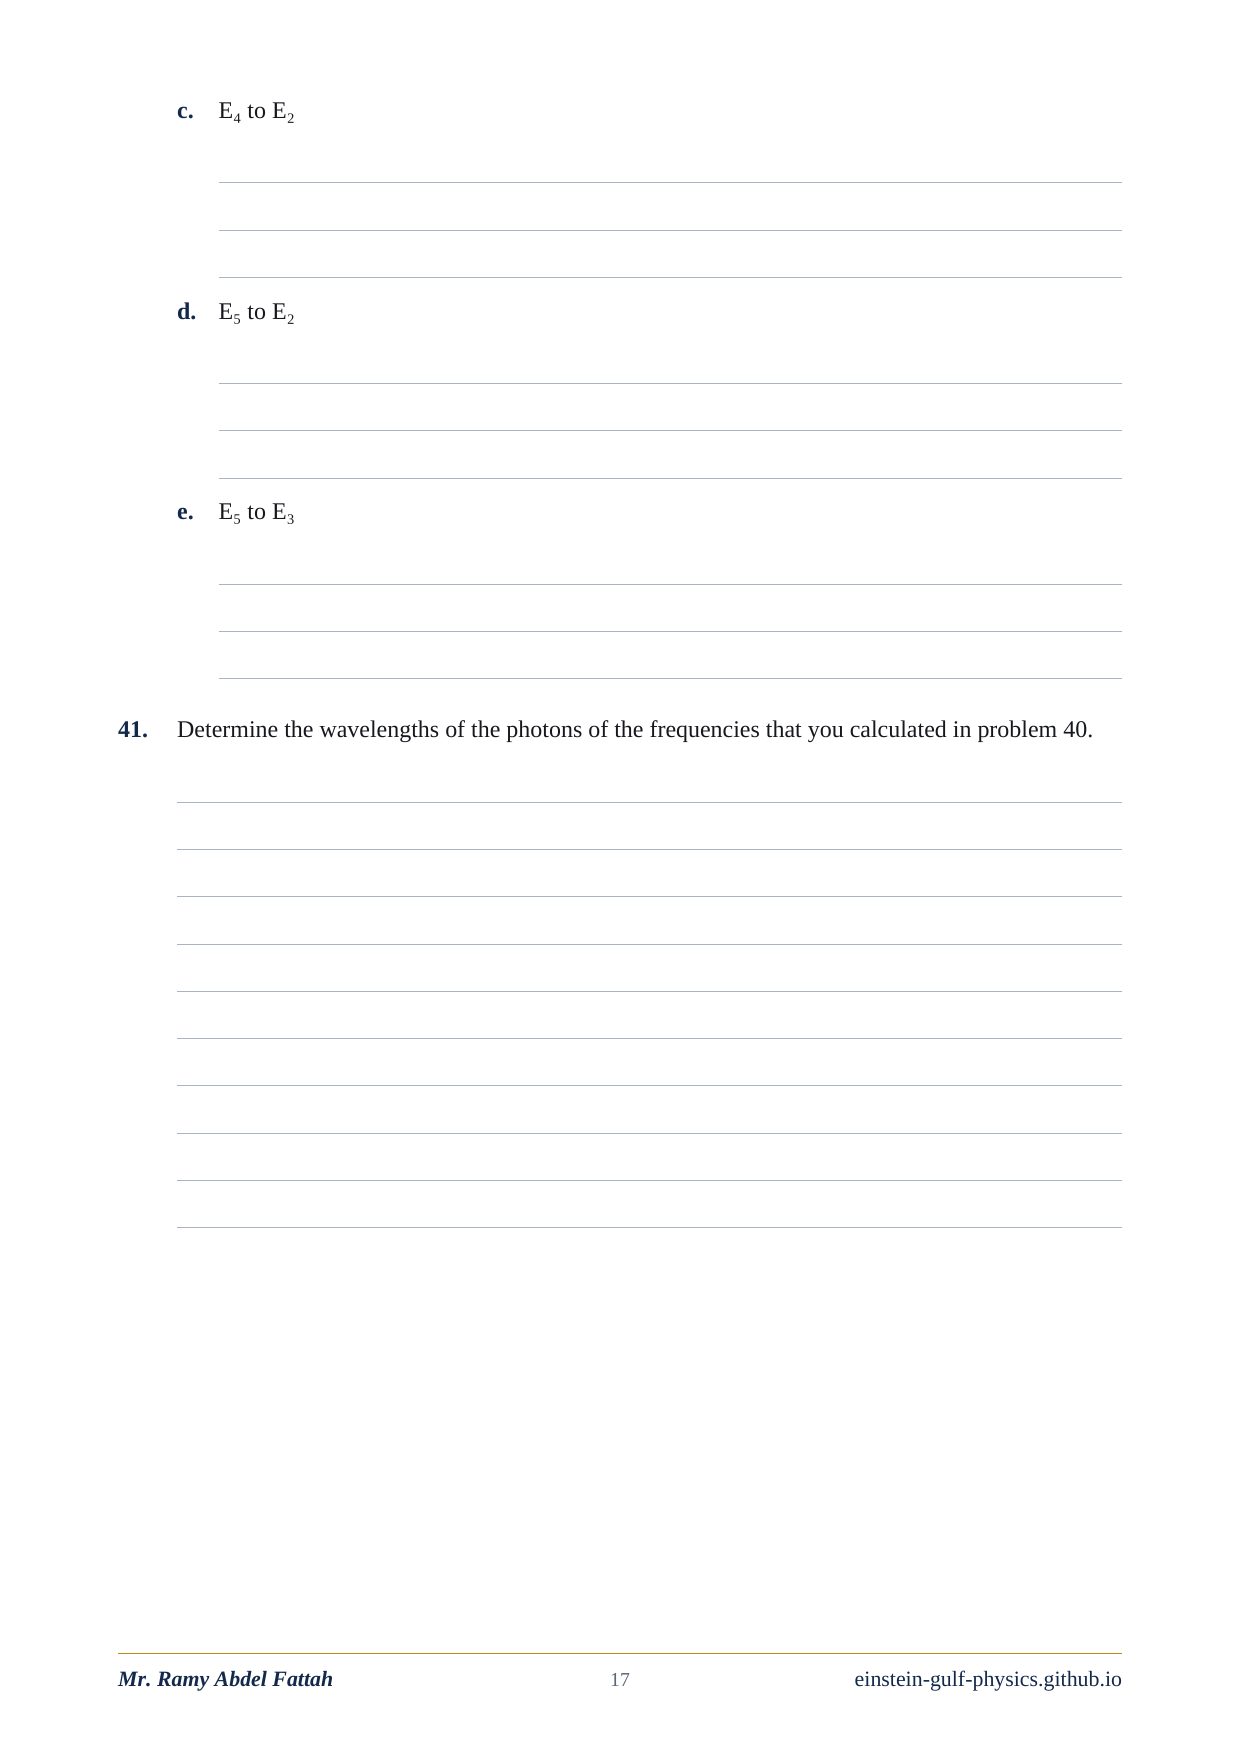 c. E₄ to E₂
d. E₅ to E₂
e. E₅ to E₃
41. Determine the wavelengths of the photons of the frequencies that you calculated in problem 40.
Mr. Ramy Abdel Fattah 17 einstein-gulf-physics.github.io